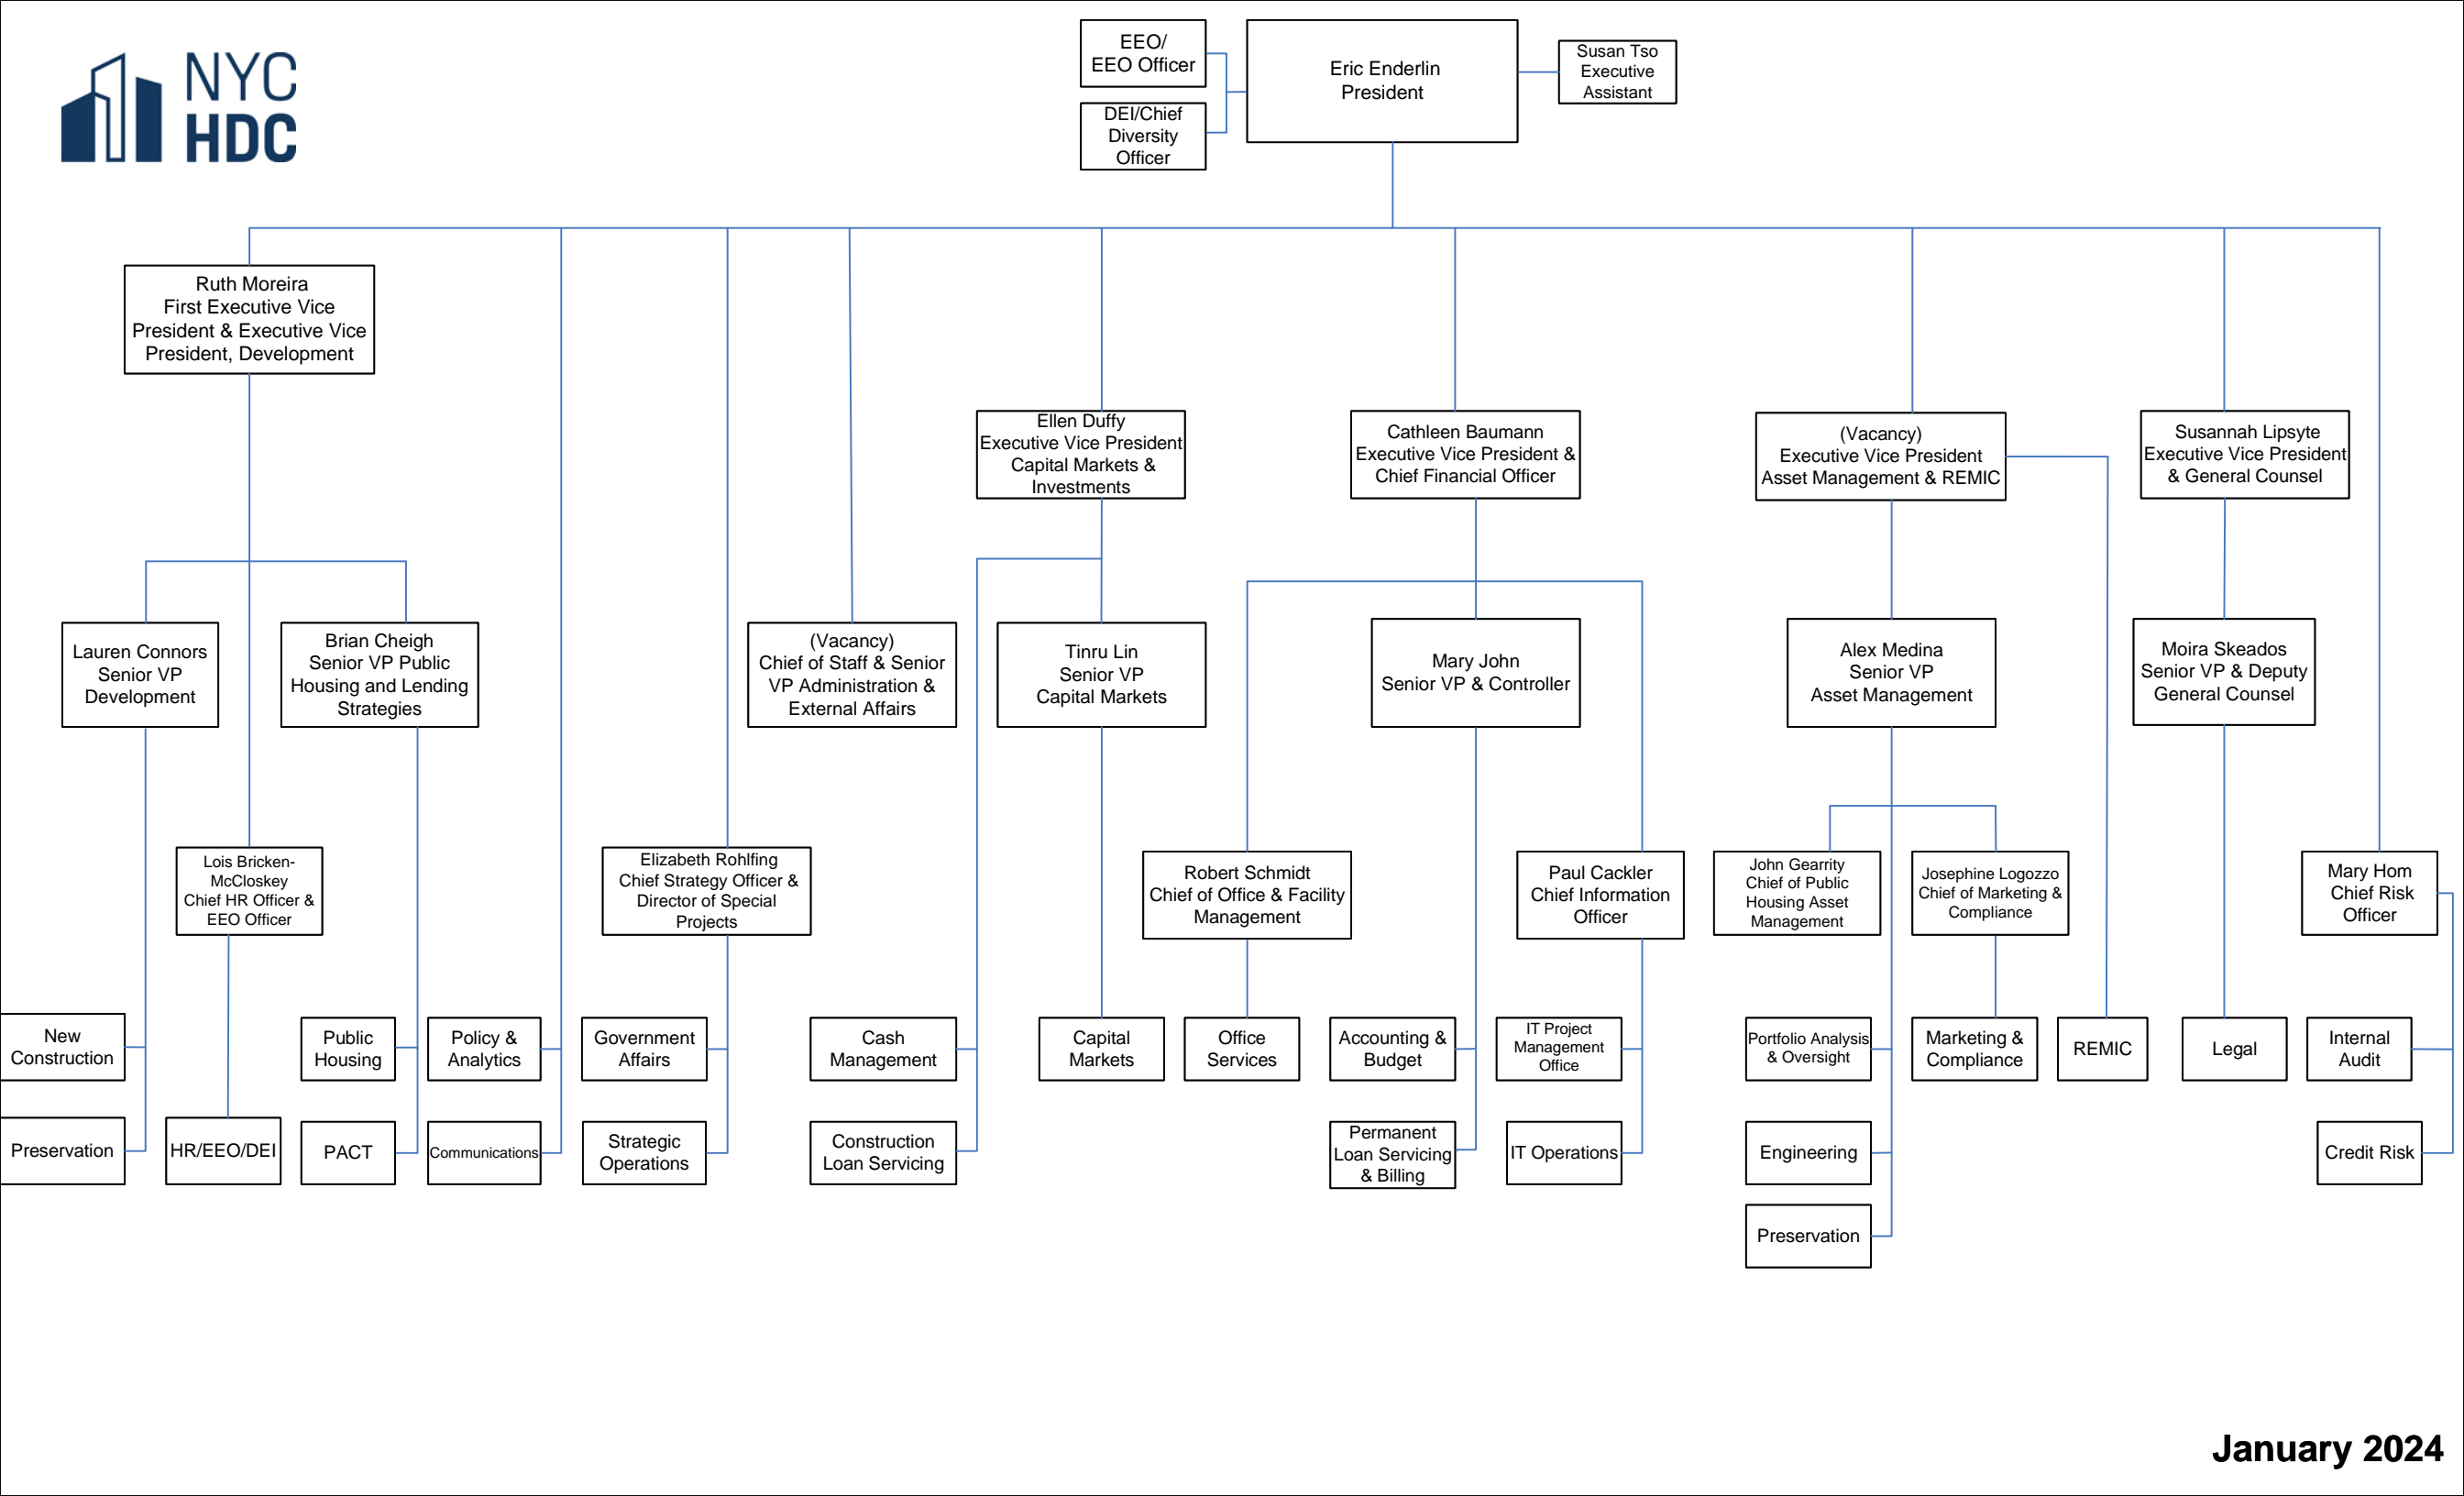 NYC
HDC
EEO/
EEO Officer
DEI/Chief
Diversity
Officer
Eric Enderlin
President
Susan Tso
Executive
Assistant
Ruth Moreira
First Executive Vice
President & Executive Vice
President, Development
Ellen Duffy
Executive Vice President
Capital Markets &
Investments
Cathleen Baumann
Executive Vice President &
Chief Financial Officer
(Vacancy)
Executive Vice President
Asset Management & REMIC
Susannah Lipsyte
Executive Vice President
& General Counsel
Lauren Connors
Senior VP
Development
Brian Cheigh
Senior VP Public
Housing and Lending
Strategies
(Vacancy)
Chief of Staff & Senior
VP Administration &
External Affairs
Tinru Lin
Senior VP
Capital Markets
Mary John
Senior VP & Controller
Alex Medina
Senior VP
Asset Management
Moira Skeados
Senior VP & Deputy
General Counsel
Lois Bricken-
McCloskey
Chief HR Officer &
EEO Officer
Elizabeth Rohlfing
Chief Strategy Officer &
Director of Special
Projects
Robert Schmidt
Chief of Office & Facility
Management
Paul Cackler
Chief Information
Officer
John Gearrity
Chief of Public
Housing Asset
Management
Josephine Logozzo
Chief of Marketing &
Compliance
Mary Hom
Chief Risk
Officer
New
Construction
Public
Housing
Policy &
Analytics
Government
Affairs
Cash
Management
Capital
Markets
Office
Services
Accounting &
Budget
IT Project
Management
Office
Portfolio Analysis
& Oversight
Marketing &
Compliance
REMIC
Legal
Internal
Audit
Preservation
HR/EEO/DEI
PACT
Communications
Strategic
Operations
Construction
Loan Servicing
Permanent
Loan Servicing
& Billing
IT Operations
Engineering
Credit Risk
Preservation
January 2024